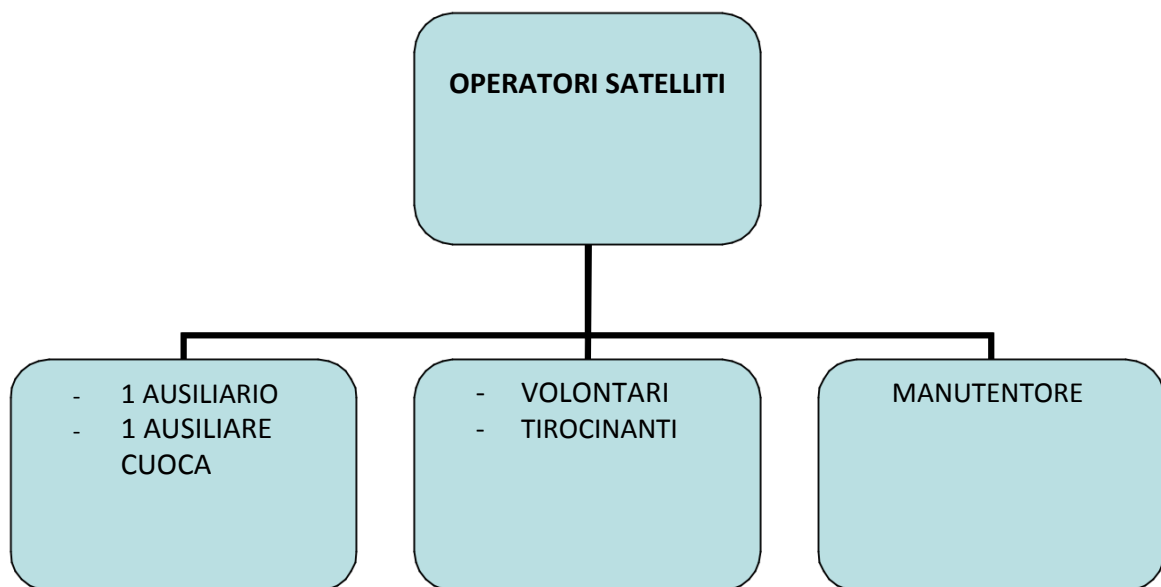 OPERATORI SATELLITI
- 1 AUSILIARIO
- 1 AUSILIARE
CUOCA
- VOLONTARI
- TIROCINANTI
MANUTENTORE